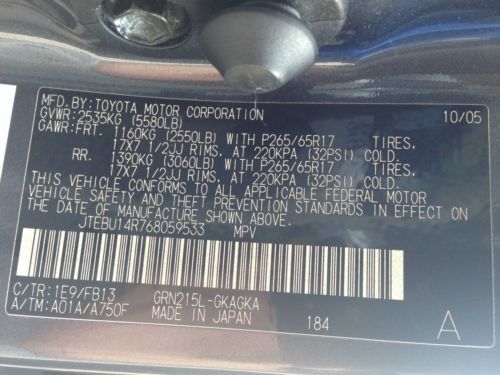 MFD.BY:TOYOTA MOTOR CORPORATION 10/05
GVWR:2535KG (5580LB)
GAWR:FRT. 1160KG (2550LB) WITH P265/65R17 TIRES,
17X7 1/2JJ RIMS, AT 220KPA (32PSI) COLD.
RR. 1390KG (3060LB) WITH P265/65R17 TIRES,
17X7 1/2JJ RIMS, AT 220KPA (32PSI) COLD.
THIS VEHICLE CONFORMS TO ALL APPLICABLE FEDERAL MOTOR
VEHICLE SAFETY AND THEFT PREVENTION STANDARDS IN EFFECT ON
THE DATE OF MANUFACTURE SHOWN ABOVE.
JTEBU14R768059533 MPV
C/TR:1E9/FB13 GRN215L-GKAGKA
A/TM:A01A/A750F MADE IN JAPAN 184 A